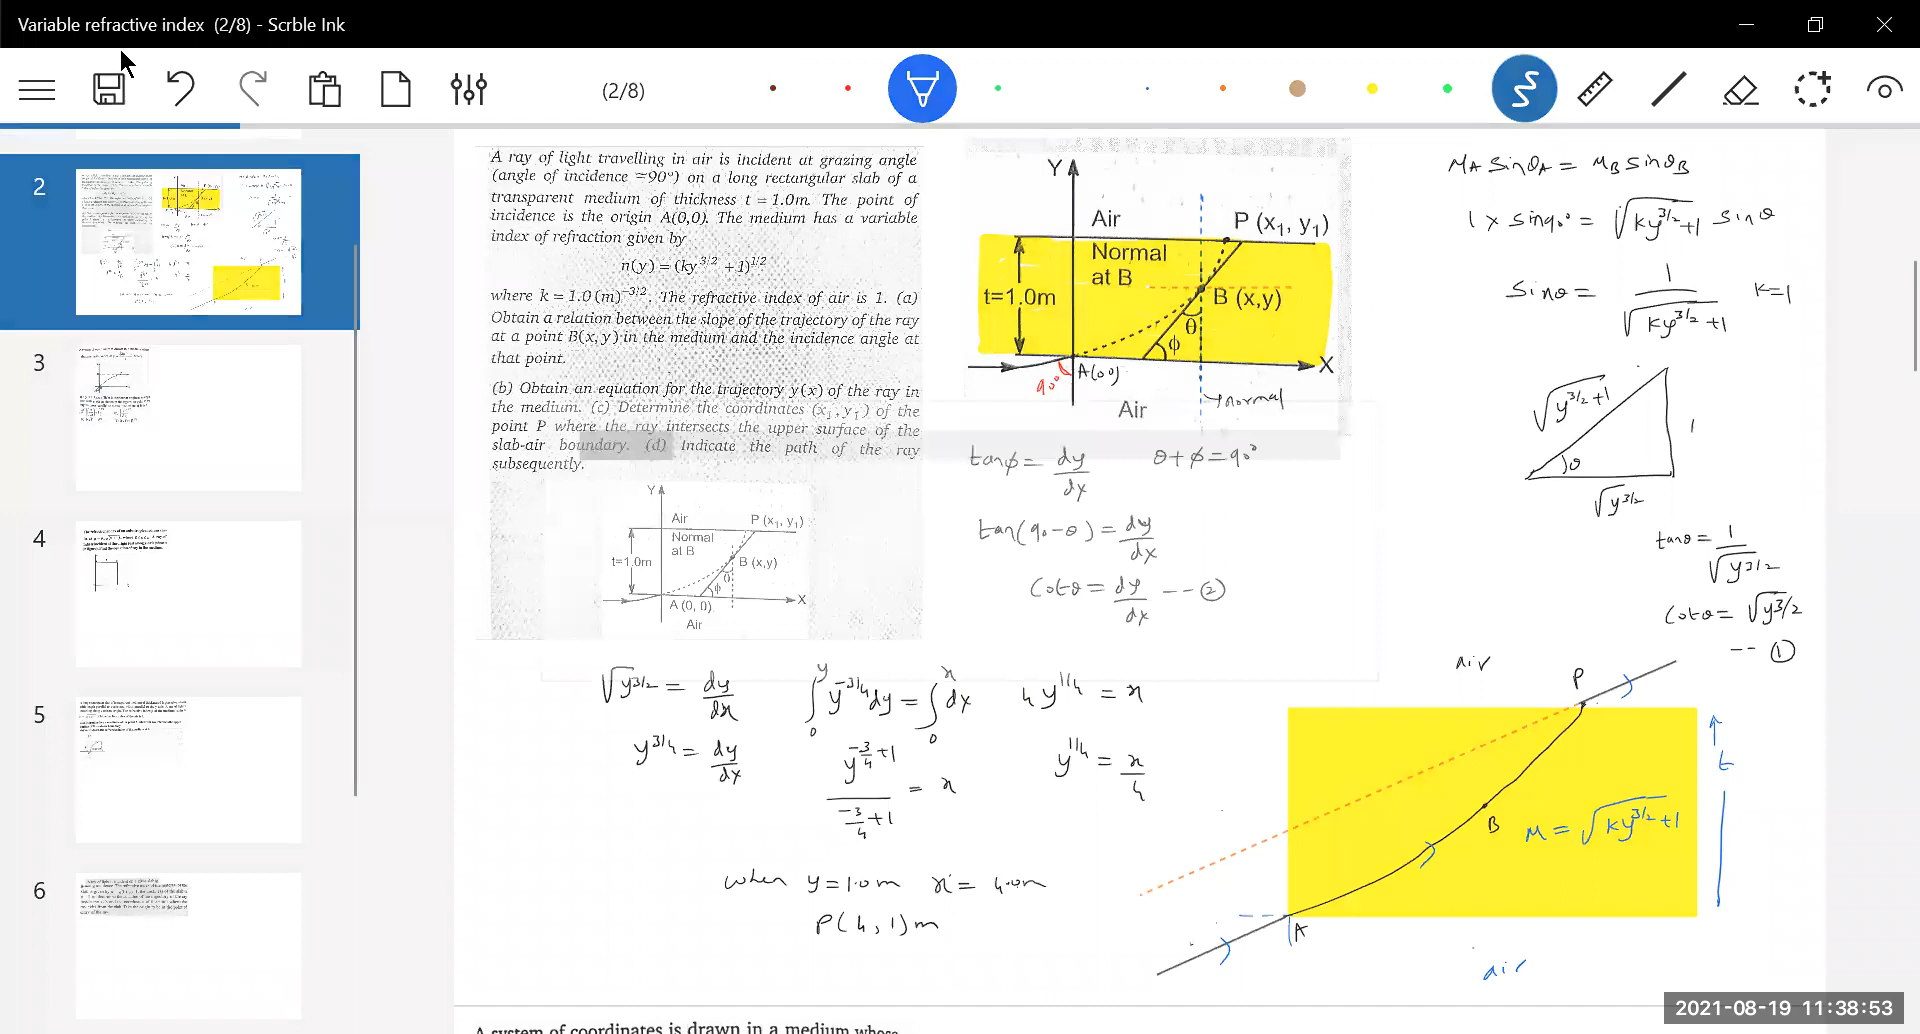 Variable refractive index (2/8) - Scrble Ink
(2/8)
2
3
4
5
6
A ray of light travelling in air is incident at grazing angle
(angle of incidence ≃90°) on a long rectangular slab of a
transparent medium of thickness t = 1.0m. The point of
incidence is the origin A(0,0). The medium has a variable
index of refraction given by
n(y) = (ky^3/2 + 1)^1/2
where k = 1.0 (m)^-3/2. The refractive index of air is 1. (a)
Obtain a relation between the slope of the trajectory of the ray
at a point B(x, y) in the medium and the incidence angle at
that point.
(b) Obtain an equation for the trajectory y(x) of the ray in
the medium. (c) Determine the coordinates (x₁, y₁) of the
point P where the ray intersects the upper surface of the
slab-air boundary. (d) Indicate the path of the ray
subsequently.
Y
Air
P (x₁, y₁)
Normal
at B
t=1.0m
B (x,y)
θ
ϕ
X
A (0, 0)
Air
Y
Air
P (x₁, y₁)
Normal
at B
t=1.0m
B (x,y)
θ
ϕ
X
90°
A(0 0)
Air
normal
μA sinθA = μB sinθB
1 × sin90° = √(ky^3/2+1) sinθ
sinθ = 1/√(ky^3/2+1) k=1
√(y^3/2+1)
1
θ
√y^3/2
tanθ = 1/√y^3/2
cotθ = √y^3/2
-- ①
tanϕ = dy/dx θ+ϕ=90°
tan(90-θ) = dy/dx
cotθ = dy/dx -- ②
√y^3/2 = dy/dx
y^3/4 = dy/dx
∫₀^y y^-3/4 dy = ∫₀^x dx
y^(-3/4+1)/(-3/4+1) = x
4 y^1/4 = x
y^1/4 = x/4
when y=1.0m x = 4.0m
P(4,1)m
air
P
t
B
μ = √(ky^3/2+1)
A
air
A system of coordinates is drawn in a medium whose
2021-08-19 11:38:53